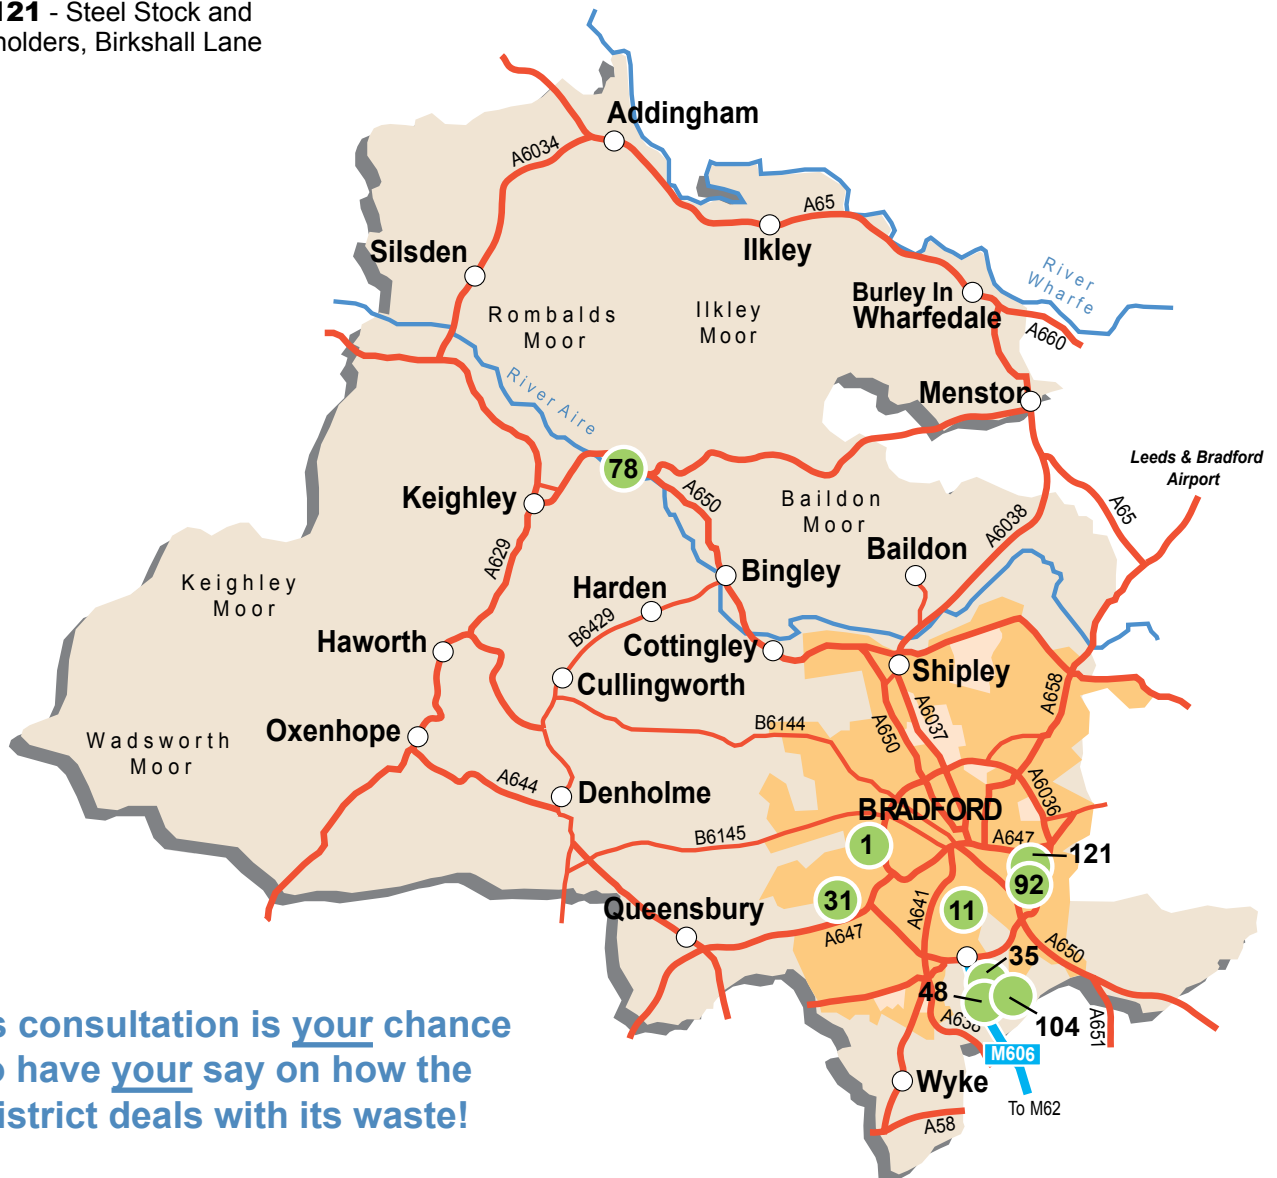 121 - Steel Stock and
holders, Birkshall Lane
Addingham
A6034
A65
Silsden
Ilkley
River
Wharfe
Burley In
Wharfedale
Rombalds
Moor
Ilkley
Moor
A660
River Aire
Menston
Leeds & Bradford
Airport
78
Keighley
A650
Baildon
Moor
A65
A6038
A629
Baildon
Bingley
Keighley
Moor
Harden
B6429
Haworth
Cottingley
Shipley
Cullingworth
A658
Oxenhope
B6144
A650
A6037
Wadsworth
Moor
A644
Denholme
A6036
BRADFORD
B6145
1
A647
121
92
31
Queensbury
A641
11
A647
A650
35
48
104
A651
s consultation is your chance
o have your say on how the
istrict deals with its waste!
M606
Wyke
To M62
A58